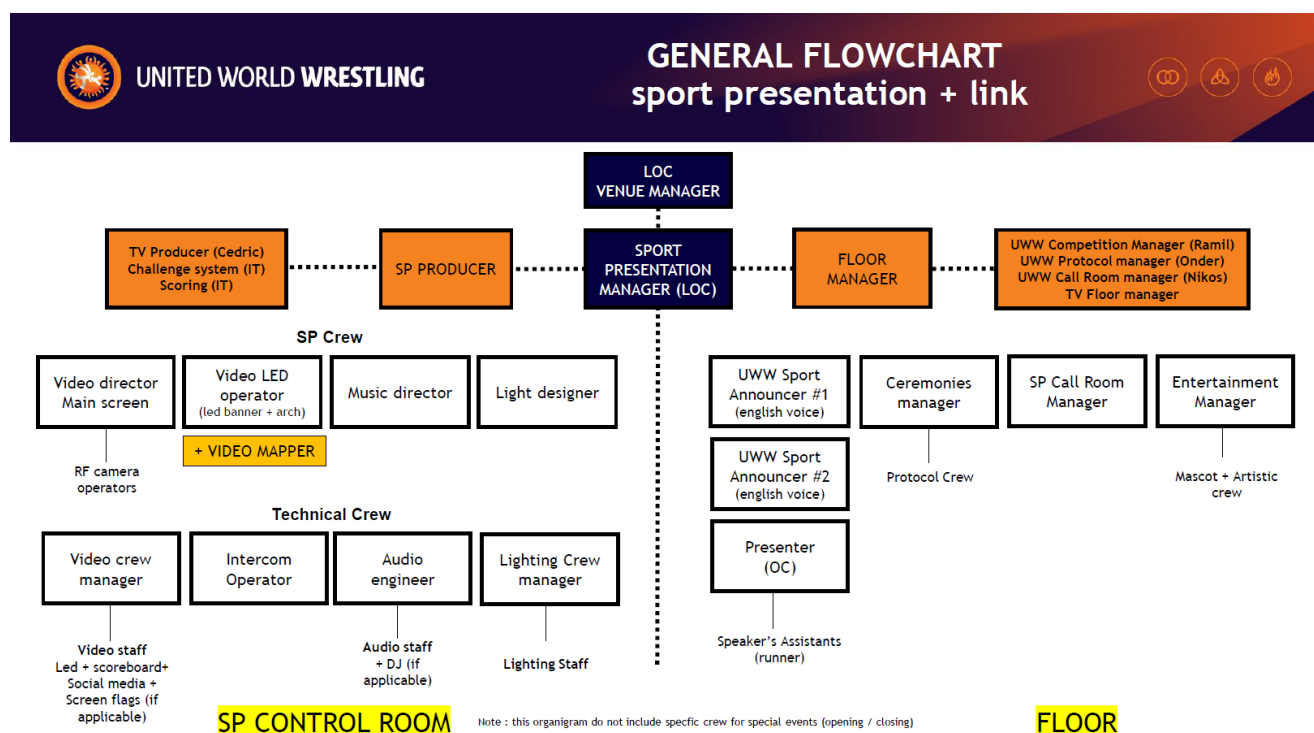 UNITED WORLD WRESTLING
GENERAL FLOWCHART
sport presentation + link
LOC
VENUE MANAGER
TV Producer (Cedric)
Challenge system (IT)
Scoring (IT)
SP PRODUCER
SPORT
PRESENTATION
MANAGER (LOC)
FLOOR
MANAGER
UWW Competition Manager (Ramil)
UWW Protocol manager (Onder)
UWW Call Room manager (Nikos)
TV Floor manager
SP Crew
Video director
Main screen
Video LED
operator
(led banner + arch)
Music director
Light designer
+ VIDEO MAPPER
RF camera
operators
UWW Sport
Announcer #1
(english voice)
Ceremonies
manager
SP Call Room
Manager
Entertainment
Manager
UWW Sport
Announcer #2
(english voice)
Protocol Crew
Mascot + Artistic
crew
Technical Crew
Video crew
manager
Intercom
Operator
Audio
engineer
Lighting Crew
manager
Presenter
(OC)
Video staff
Led + scoreboard+
Social media +
Screen flags (if
applicable)
Audio staff
+ DJ (if
applicable)
Lighting Staff
Speaker's Assistants
(runner)
SP CONTROL ROOM
Note : this organigram do not include specfic crew for special events (opening / closing)
FLOOR